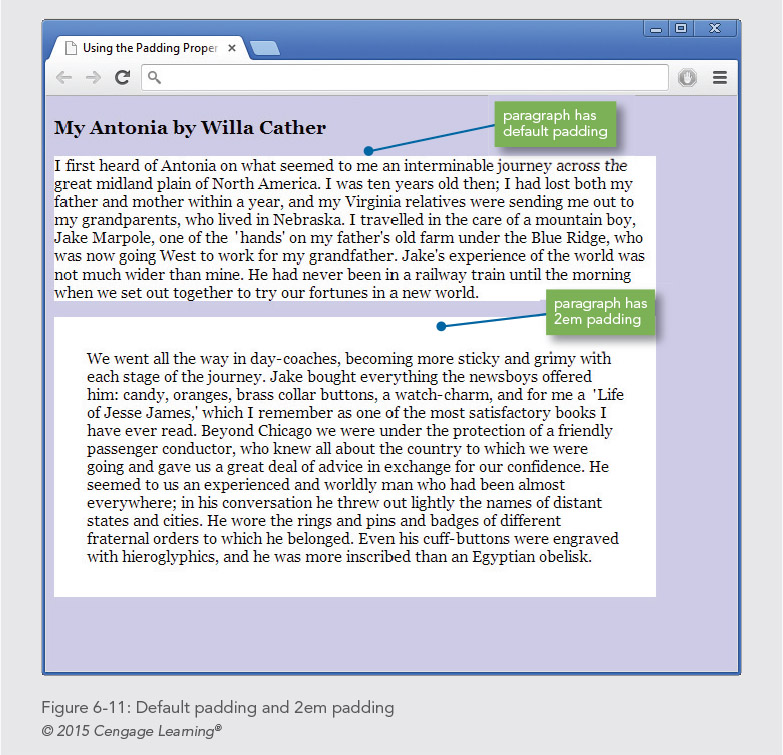 Using the Padding Proper
My Antonia by Willa Cather
paragraph has
default padding
I first heard of Antonia on what seemed to me an interminable journey across the
great midland plain of North America. I was ten years old then; I had lost both my
father and mother within a year, and my Virginia relatives were sending me out to
my grandparents, who lived in Nebraska. I travelled in the care of a mountain boy,
Jake Marpole, one of the 'hands' on my father's old farm under the Blue Ridge, who
was now going West to work for my grandfather. Jake's experience of the world was
not much wider than mine. He had never been in a railway train until the morning
when we set out together to try our fortunes in a new world.
paragraph has
2em padding
We went all the way in day-coaches, becoming more sticky and grimy with
each stage of the journey. Jake bought everything the newsboys offered
him: candy, oranges, brass collar buttons, a watch-charm, and for me a 'Life
of Jesse James,' which I remember as one of the most satisfactory books I
have ever read. Beyond Chicago we were under the protection of a friendly
passenger conductor, who knew all about the country to which we were
going and gave us a great deal of advice in exchange for our confidence. He
seemed to us an experienced and worldly man who had been almost
everywhere; in his conversation he threw out lightly the names of distant
states and cities. He wore the rings and pins and badges of different
fraternal orders to which he belonged. Even his cuff-buttons were engraved
with hieroglyphics, and he was more inscribed than an Egyptian obelisk.
Figure 6-11: Default padding and 2em padding
© 2015 Cengage Learning®